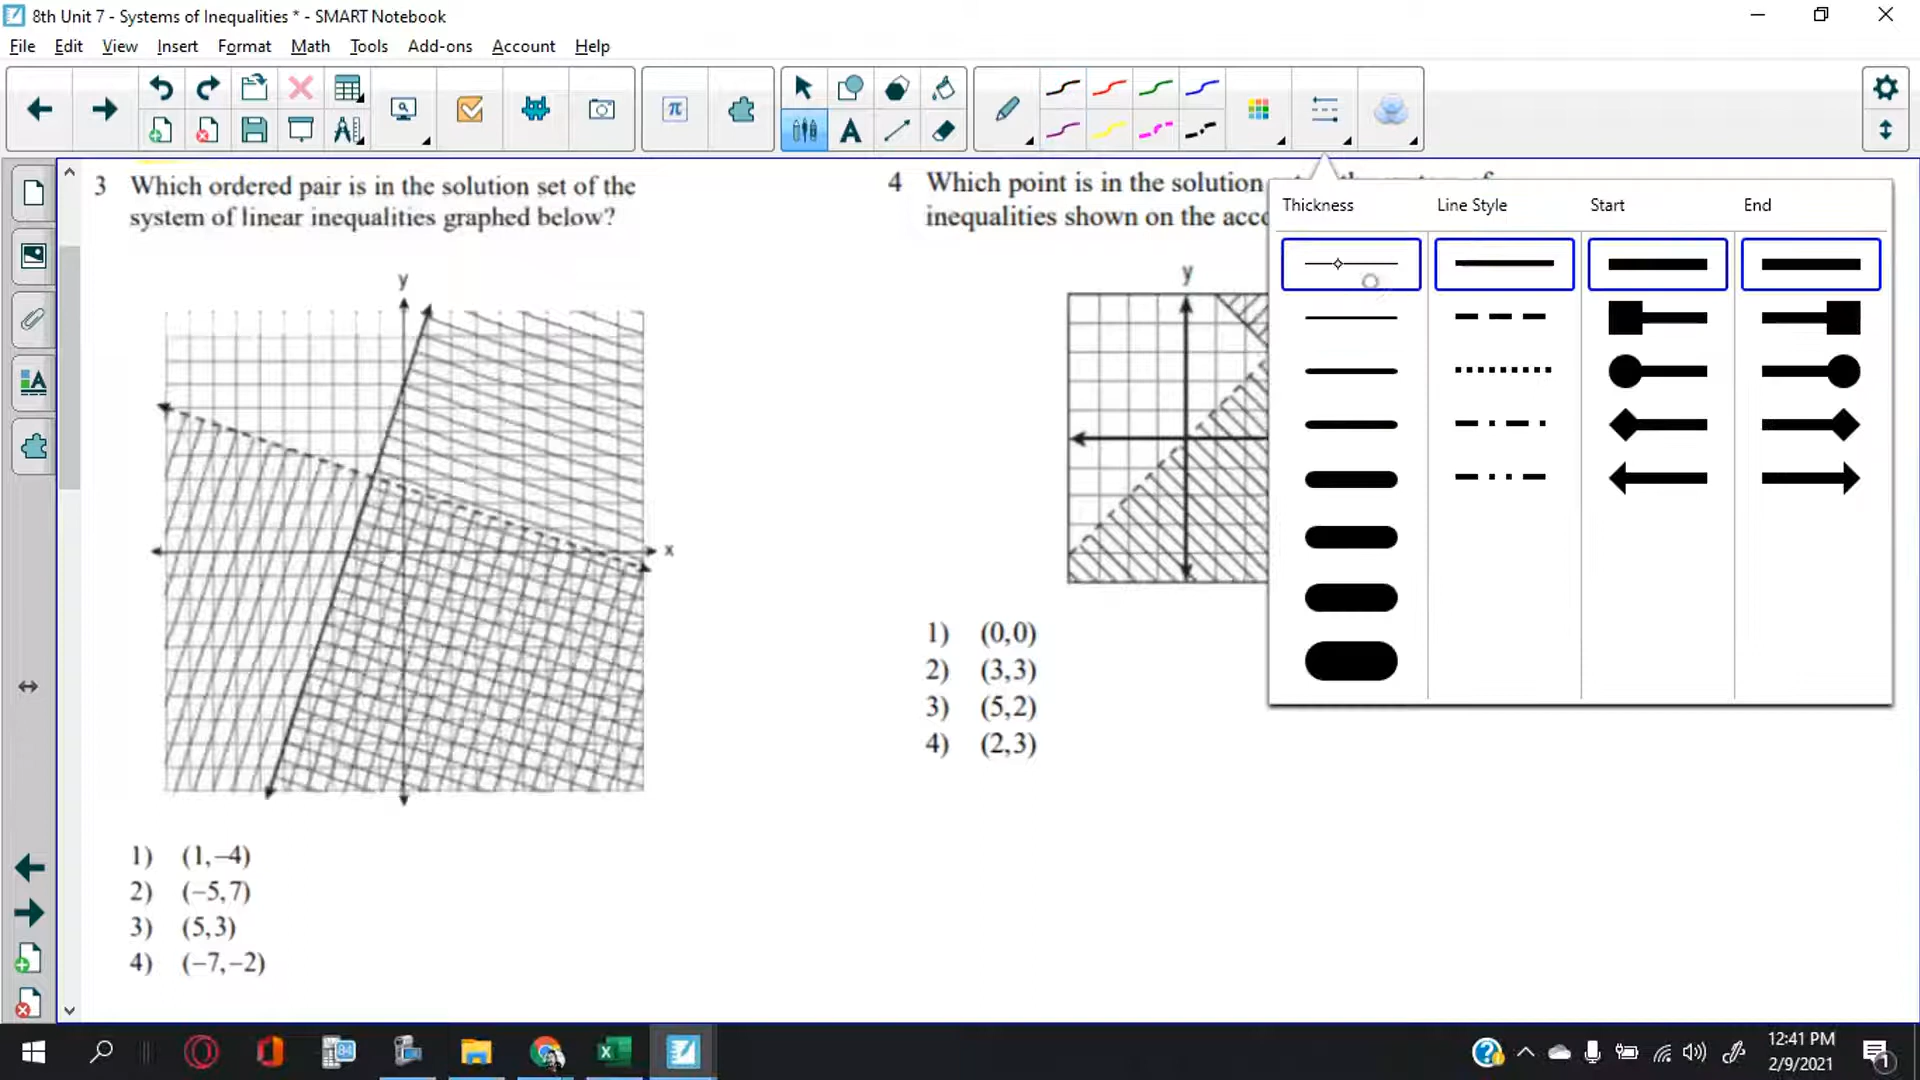 8th Unit 7 - Systems of Inequalities * - SMART Notebook
File Edit View Insert Format Math Tools Add-ons Account Help
π
A
3 Which ordered pair is in the solution set of the
system of linear inequalities graphed below?
y
x
1) (1,–4)
2) (–5,7)
3) (5,3)
4) (–7,–2)
4 Which point is in the solution
inequalities shown on the acco
y
1) (0,0)
2) (3,3)
3) (5,2)
4) (2,3)
Thickness Line Style Start End
12:41 PM
2/9/2021
1